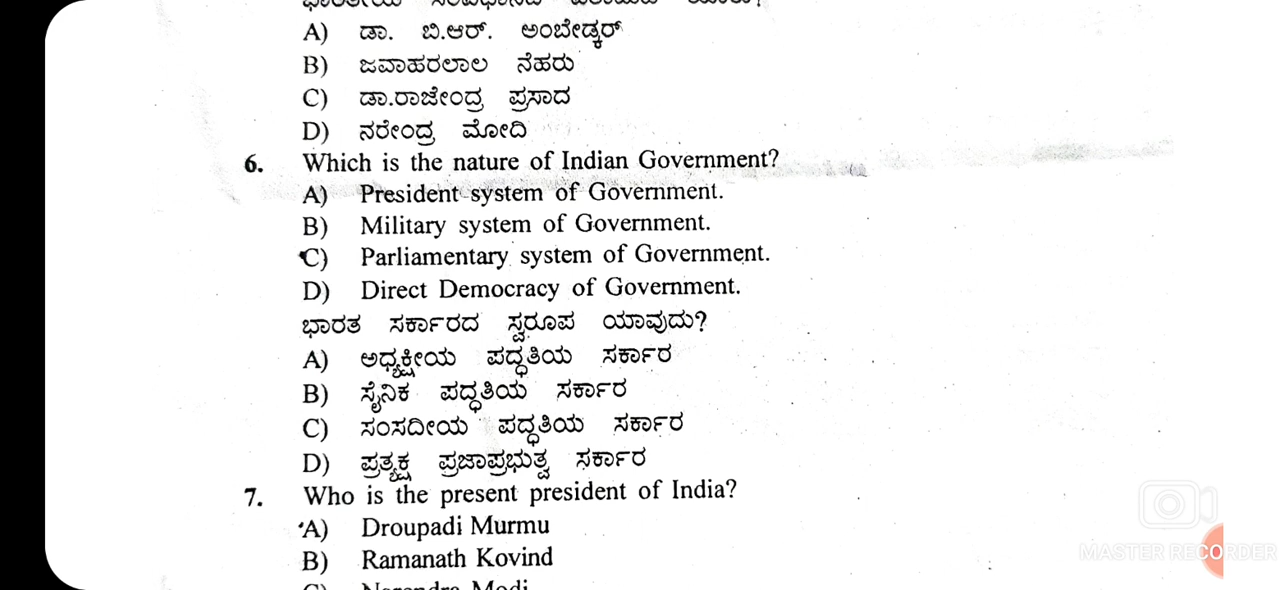 A) ಡಾ. ಬಿ.ಆರ್. ಅಂಬೇಡ್ಕರ್
B) ಜವಾಹರಲಾಲ ನೆಹರು
C) ಡಾ.ರಾಜೇಂದ್ರ ಪ್ರಸಾದ
D) ನರೇಂದ್ರ ಮೋದಿ
6. Which is the nature of Indian Government?
A) President system of Government.
B) Military system of Government.
C) Parliamentary system of Government.
D) Direct Democracy of Government.
ಭಾರತ ಸರ್ಕಾರದ ಸ್ವರೂಪ ಯಾವುದು?
A) ಅಧ್ಯಕ್ಷೀಯ ಪದ್ಧತಿಯ ಸರ್ಕಾರ
B) ಸೈನಿಕ ಪದ್ಧತಿಯ ಸರ್ಕಾರ
C) ಸಂಸದೀಯ ಪದ್ಧತಿಯ ಸರ್ಕಾರ
D) ಪ್ರತ್ಯಕ್ಷ ಪ್ರಜಾಪ್ರಭುತ್ವ ಸರ್ಕಾರ
7. Who is the present president of India?
A) Droupadi Murmu
B) Ramanath Kovind
MASTER RECORDER